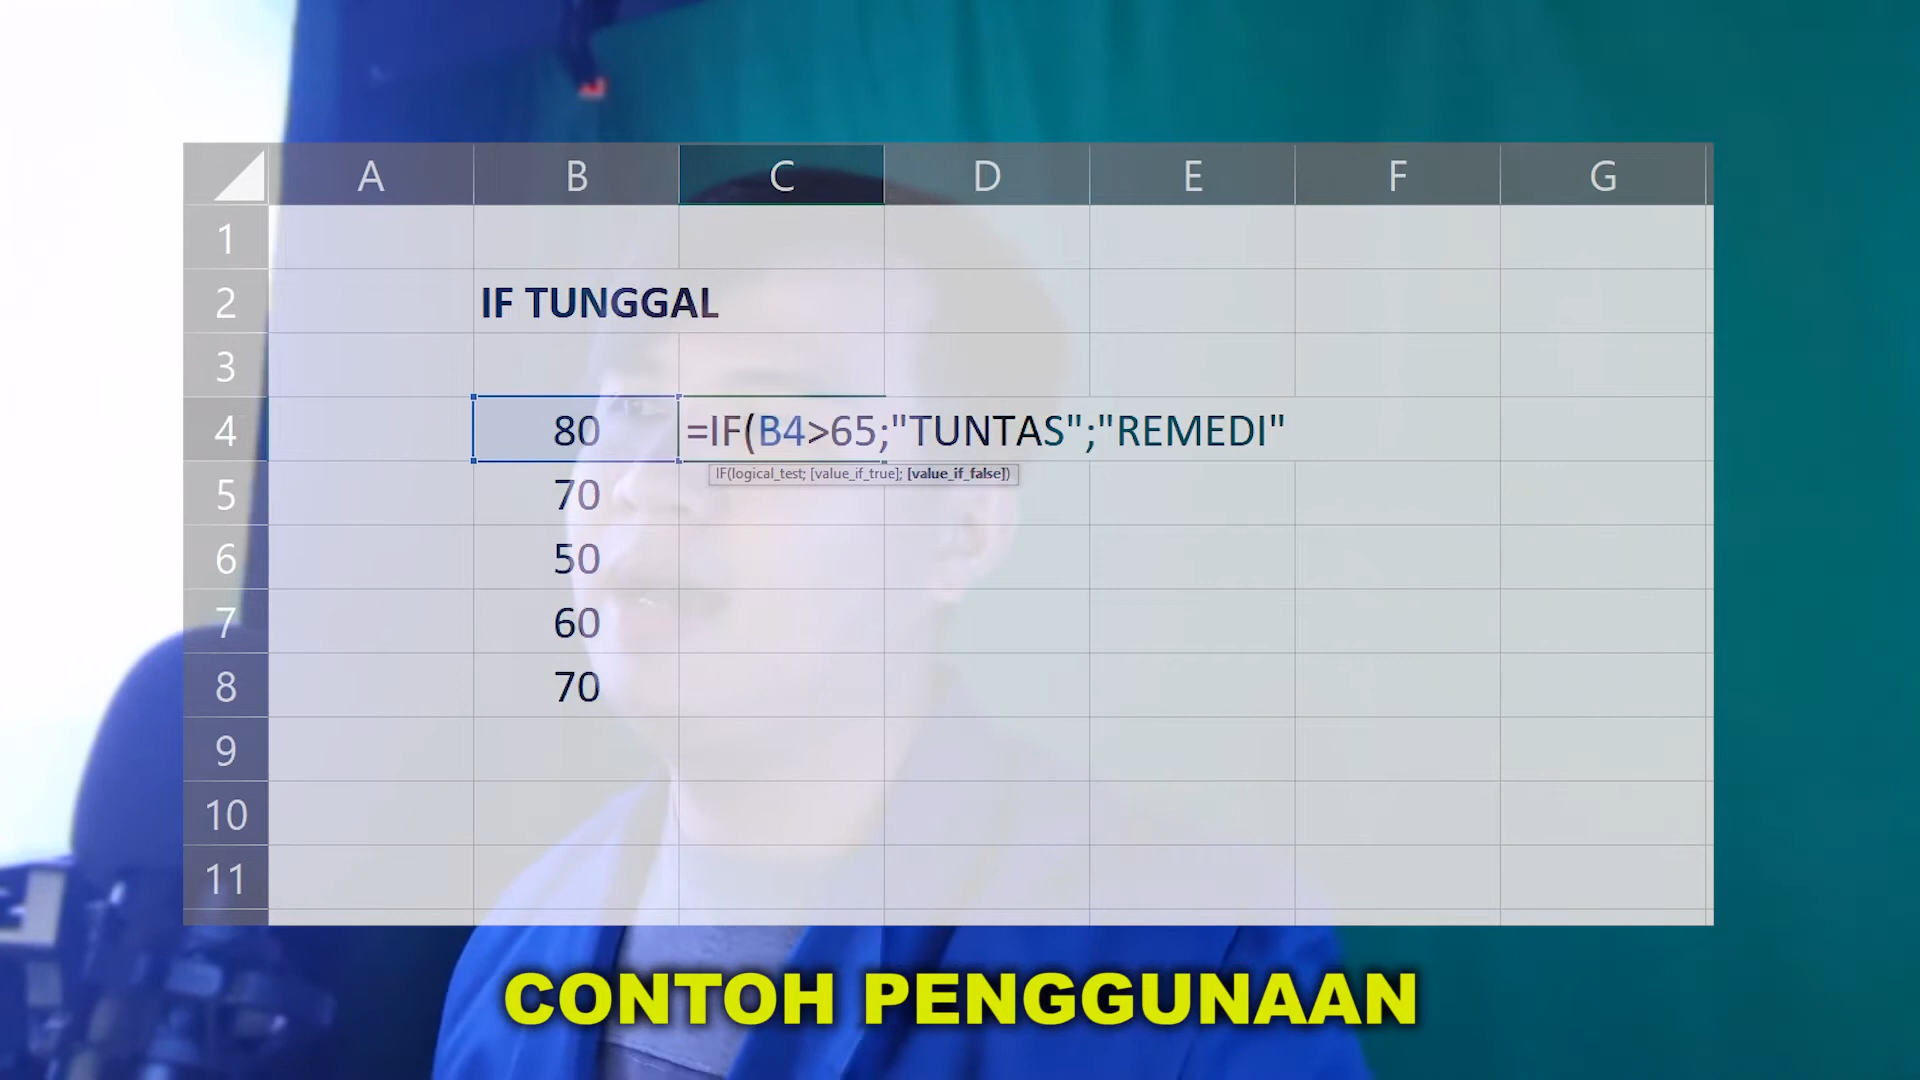 A B C D E F G
1
2 IF TUNGGAL
3
4 80 =IF(B4>65;"TUNTAS";"REMEDI"
IF(logical_test; [value_if_true]; [value_if_false])
5 70
6 50
7 60
8 70
9
10
11
CONTOH PENGGUNAAN